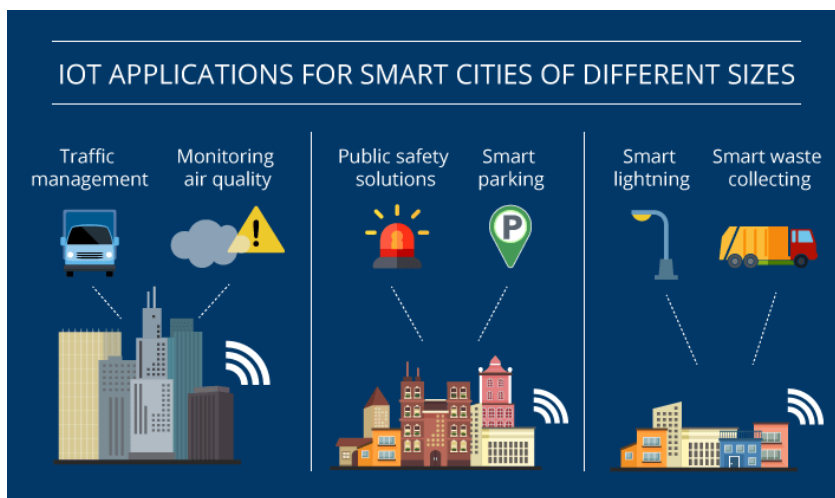 IOT APPLICATIONS FOR SMART CITIES OF DIFFERENT SIZES
Traffic
management
Monitoring
air quality
Public safety
solutions
Smart
parking
Smart
lightning
Smart waste
collecting
!
P